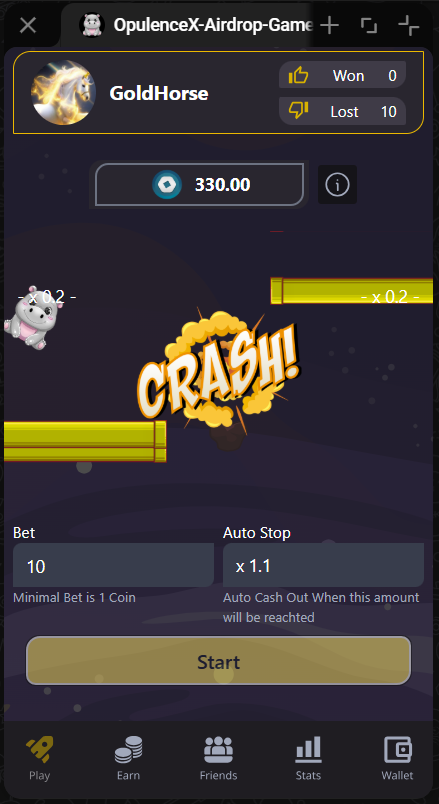 OpulenceX-Airdrop-Game
GoldHorse
Won 0
Lost 10
330.00
- x 0.2 -
- x 0.2 -
CRASH!
Bet
Auto Stop
10
x 1.1
Minimal Bet is 1 Coin
Auto Cash Out When this amount
will be reachted
Start
Play
Earn
Friends
Stats
Wallet